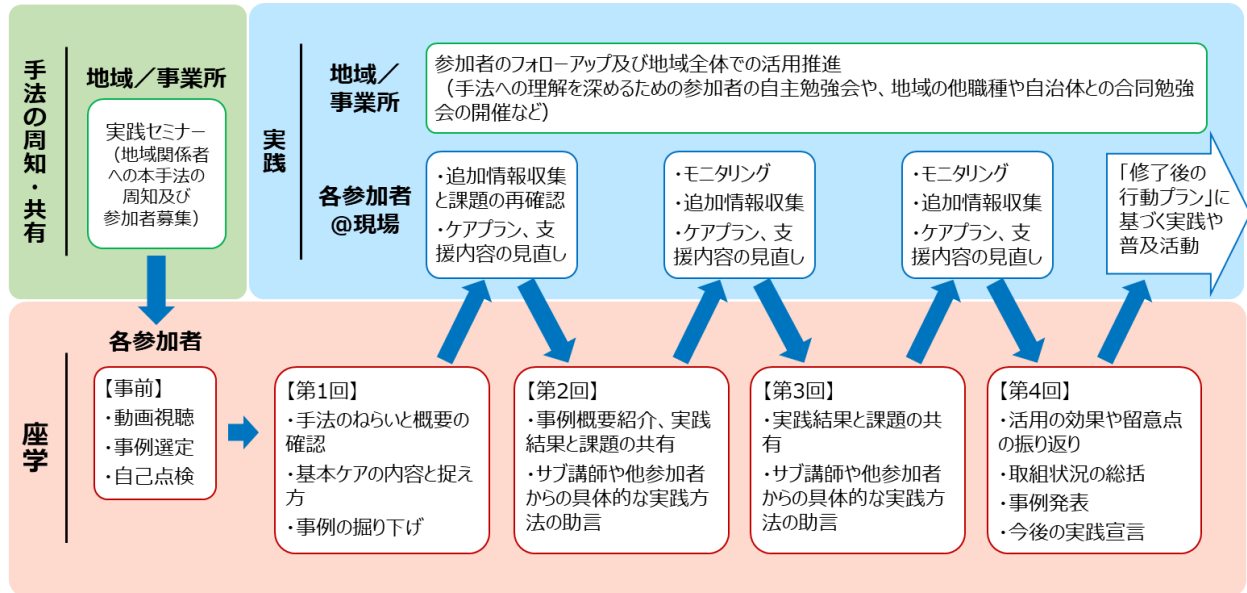 手法の周知・共有
地域／事業所
実践セミナー
（地域関係者
への本手法の
周知及び
参加者募集）
実践
地域／
事業所
参加者のフォローアップ及び地域全体での活用推進
（手法への理解を深めるための参加者の自主勉強会や、地域の他職種や自治体との合同勉強
会の開催など）
各参加者
@現場
・追加情報収集
と課題の再確認
・ケアプラン、支
援内容の見直し
・モニタリング
・追加情報収集
・ケアプラン、支
援内容の見直し
・モニタリング
・追加情報収集
・ケアプラン、支
援内容の見直し
「修了後の
行動プラン」に
基づく実践や
普及活動
座学
各参加者
【事前】
・動画視聴
・事例選定
・自己点検
【第1回】
・手法のねらいと概要の
確認
・基本ケアの内容と捉え
方
・事例の掘り下げ
【第2回】
・事例概要紹介、実践
結果と課題の共有
・サブ講師や他参加者
からの具体的な実践方
法の助言
【第3回】
・実践結果と課題の共
有
・サブ講師や他参加者
からの具体的な実践方
法の助言
【第4回】
・活用の効果や留意点
の振り返り
・取組状況の総括
・事例発表
・今後の実践宣言